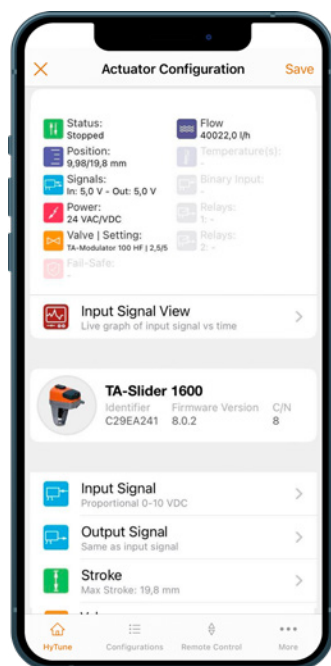 Actuator Configuration
Save
Status:
Stopped
Flow
40022,0 l/h
Position:
9,98/19,8 mm
Temperature(s):
-
Signals:
In: 5,0 V - Out: 5,0 V
Binary Input:
-
Power:
24 VAC/VDC
Relays:
1: -
Valve | Setting:
TA-Modulator 100 HF | 2,5/5
Relays:
2: -
Fail-Safe:
-
Input Signal View
Live graph of input signal vs time
TA-Slider 1600
Identifier Firmware Version C/N
C29EA241 8.0.2 8
Input Signal
Proportional 0-10 VDC
Output Signal
Same as input signal
Stroke
Max Stroke: 19,8 mm
HyTune Configurations Remote Control More